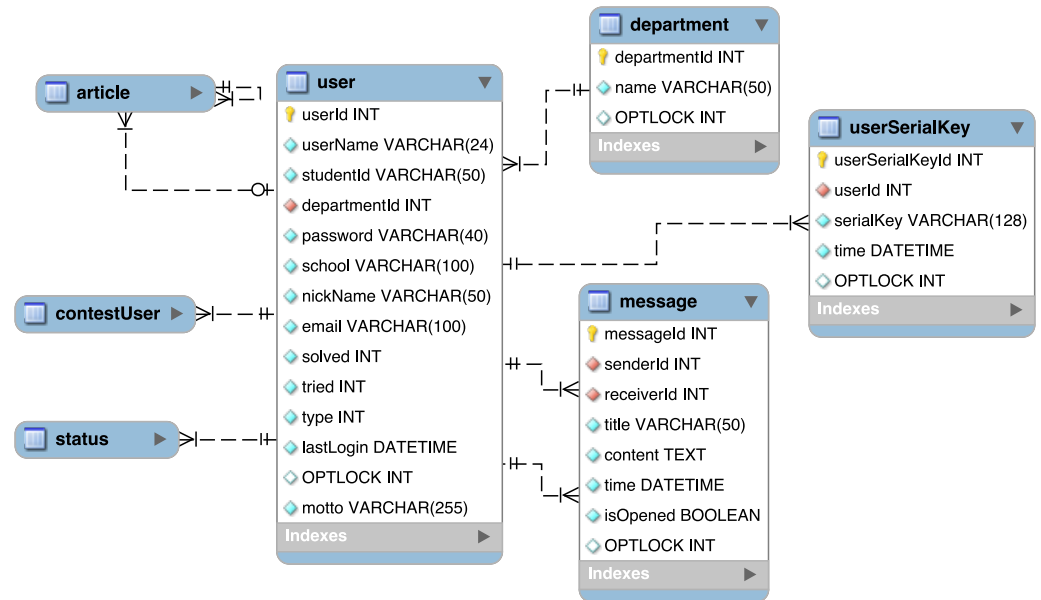 article
contestUser
status
user
userId INT
userName VARCHAR(24)
studentId VARCHAR(50)
departmentId INT
password VARCHAR(40)
school VARCHAR(100)
nickName VARCHAR(50)
email VARCHAR(100)
solved INT
tried INT
type INT
lastLogin DATETIME
OPTLOCK INT
motto VARCHAR(255)
Indexes
department
departmentId INT
name VARCHAR(50)
OPTLOCK INT
Indexes
message
messageId INT
senderId INT
receiverId INT
title VARCHAR(50)
content TEXT
time DATETIME
isOpened BOOLEAN
OPTLOCK INT
Indexes
userSerialKey
userSerialKeyId INT
userId INT
serialKey VARCHAR(128)
time DATETIME
OPTLOCK INT
Indexes